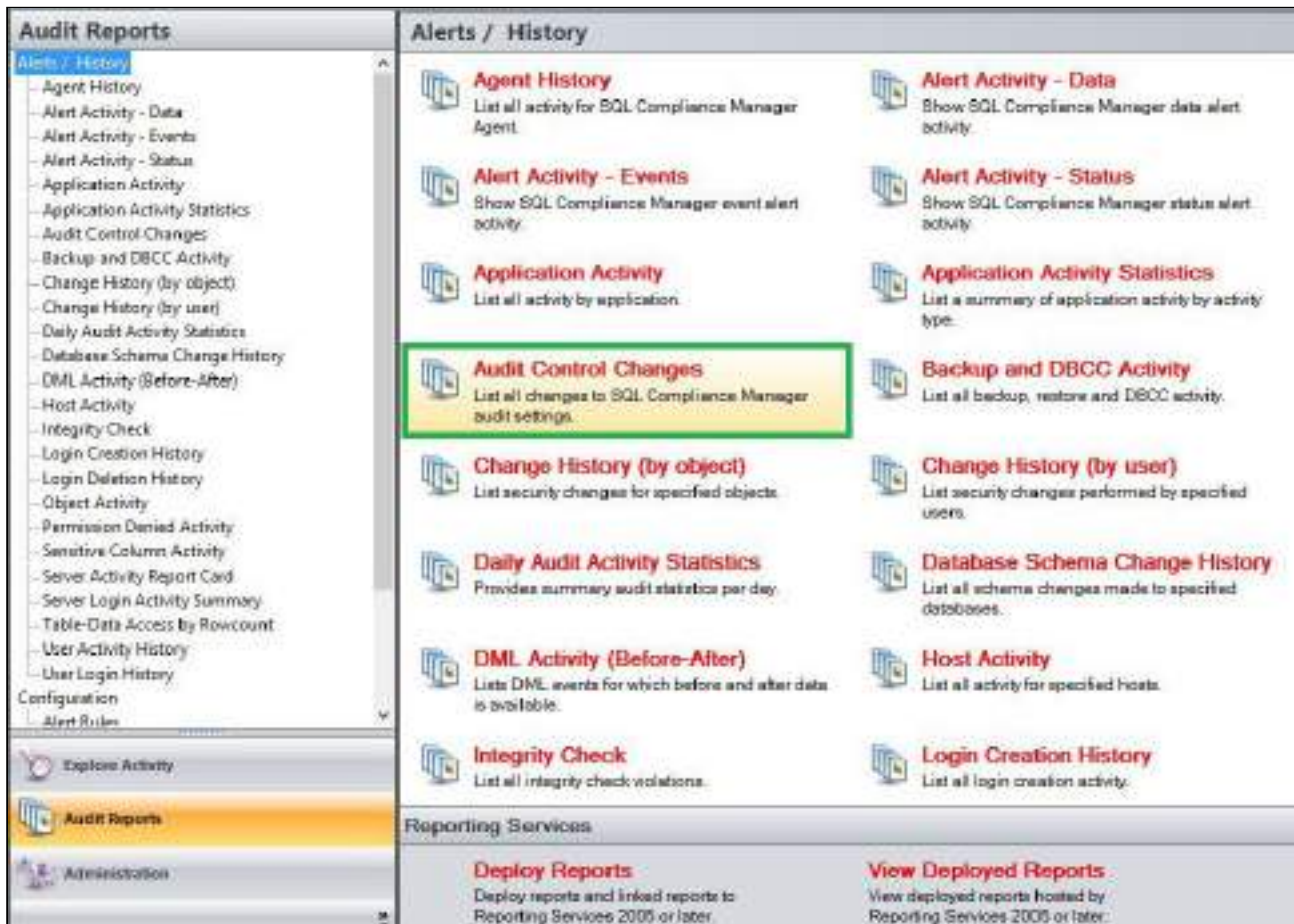 Audit Reports
Alerts / History
Agent History
Alert Activity - Data
Alert Activity - Events
Alert Activity - Status
Application Activity
Application Activity Statistics
Audit Control Changes
Backup and DBCC Activity
Change History (by object)
Change History (by user)
Daily Audit Activity Statistics
Database Schema Change History
DML Activity (Before-After)
Host Activity
Integrity Check
Login Creation History
Login Deletion History
Object Activity
Permission Denied Activity
Sensitive Column Activity
Server Activity Report Card
Server Login Activity Summary
Table-Data Access by Rowcount
User Activity History
User Login History
Configuration
Alert Rules
Explore Activity
Audit Reports
Administration
Alerts / History
Agent History
List all activity for SQL Compliance Manager
Agent.
Alert Activity - Data
Show SQL Compliance Manager data alert
activity.
Alert Activity - Events
Show SQL Compliance Manager event alert
activity.
Alert Activity - Status
Show SQL Compliance Manager status alert
activity.
Application Activity
List all activity by application.
Application Activity Statistics
List a summary of application activity by activity
type.
Audit Control Changes
List all changes to SQL Compliance Manager
audit settings.
Backup and DBCC Activity
List all backup, restore and DBCC activity.
Change History (by object)
List security changes for specified objects.
Change History (by user)
List security changes performed by specified
users.
Daily Audit Activity Statistics
Provides summary audit statistics per day.
Database Schema Change History
List all schema changes made to specified
databases.
DML Activity (Before-After)
Lists DML events for which before and after data
is available.
Host Activity
List all activity for specified hosts.
Integrity Check
List all integrity check violations.
Login Creation History
List all login creation activity.
Reporting Services
Deploy Reports
Deploy reports and linked reports to
Reporting Services 2005 or later.
View Deployed Reports
View deployed reports hosted by
Reporting Services 2005 or later.